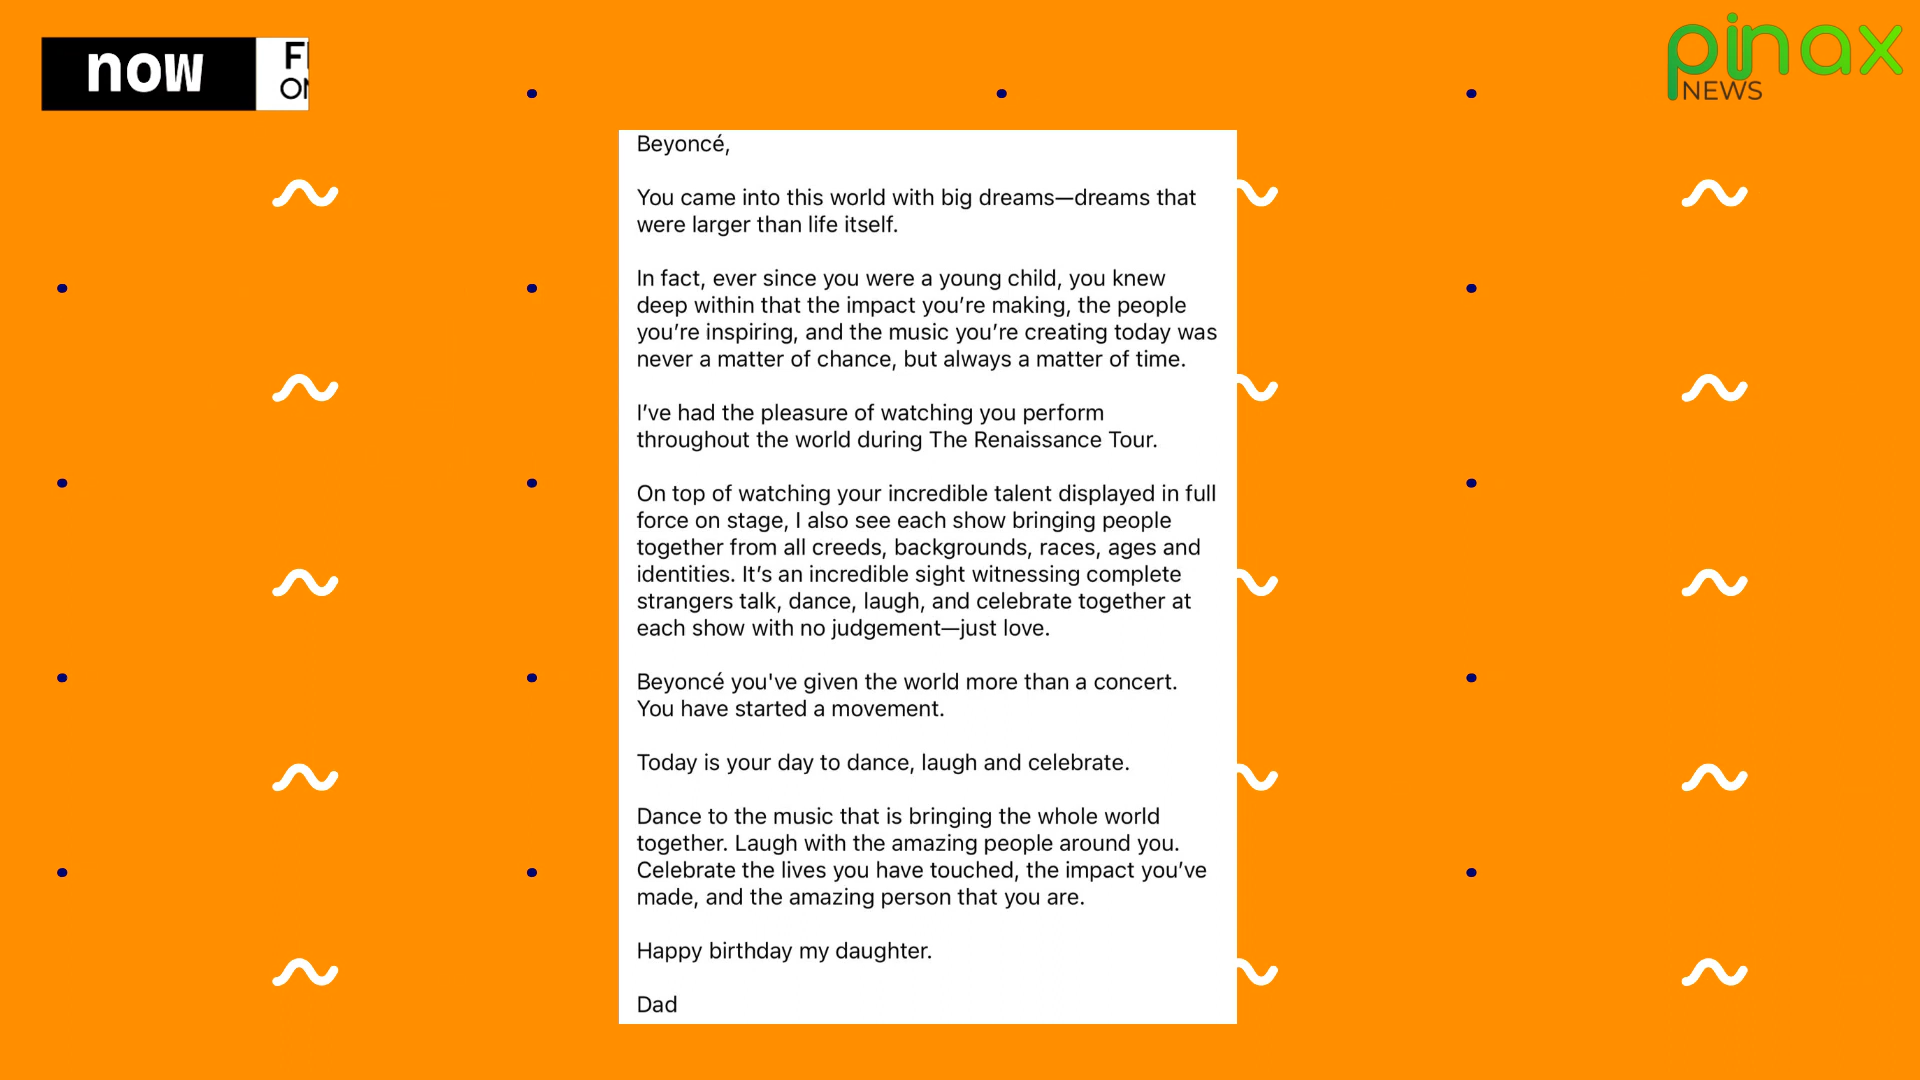 now
pinax
NEWS
Beyoncé,
You came into this world with big dreams—dreams that
were larger than life itself.
In fact, ever since you were a young child, you knew
deep within that the impact you’re making, the people
you’re inspiring, and the music you’re creating today was
never a matter of chance, but always a matter of time.
I’ve had the pleasure of watching you perform
throughout the world during The Renaissance Tour.
On top of watching your incredible talent displayed in full
force on stage, I also see each show bringing people
together from all creeds, backgrounds, races, ages and
identities. It’s an incredible sight witnessing complete
strangers talk, dance, laugh, and celebrate together at
each show with no judgement—just love.
Beyoncé you've given the world more than a concert.
You have started a movement.
Today is your day to dance, laugh and celebrate.
Dance to the music that is bringing the whole world
together. Laugh with the amazing people around you.
Celebrate the lives you have touched, the impact you’ve
made, and the amazing person that you are.
Happy birthday my daughter.
Dad